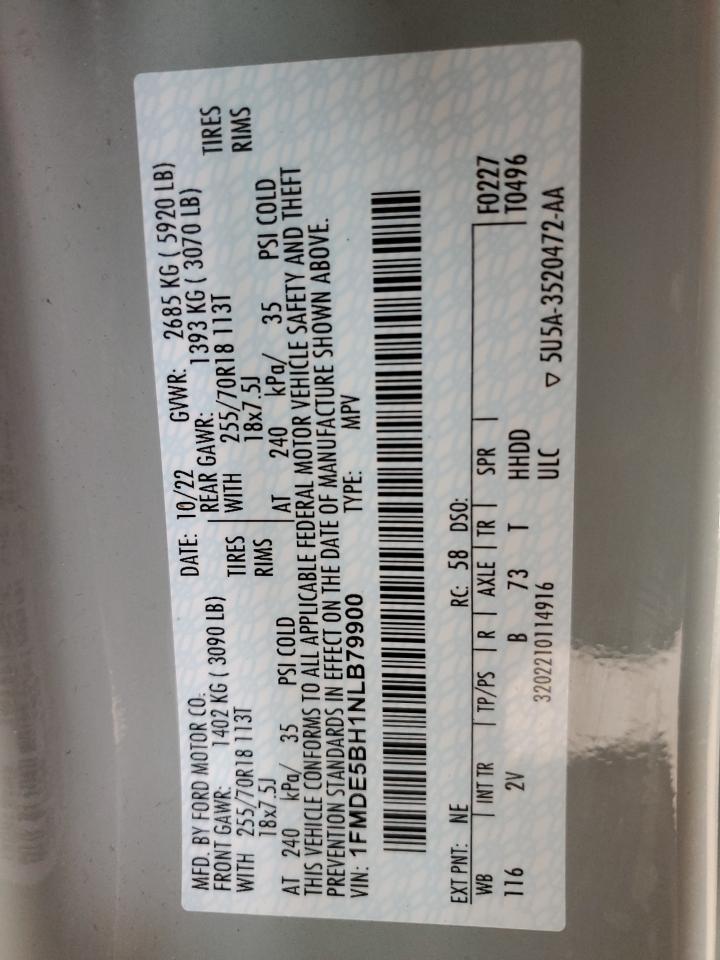 MFD. BY FORD MOTOR CO. DATE: 10/22 GVWR: 2685 KG ( 5920 LB)
FRONT GAWR: 1402 KG ( 3090 LB) REAR GAWR: 1393 KG ( 3070 LB)
WITH 255/70R18 113T TIRES WITH 255/70R18 113T TIRES
18x7.5J RIMS 18x7.5J RIMS
AT 240 kPa/ 35 PSI COLD AT 240 kPa/ 35 PSI COLD
THIS VEHICLE CONFORMS TO ALL APPLICABLE FEDERAL MOTOR VEHICLE SAFETY AND THEFT
PREVENTION STANDARDS IN EFFECT ON THE DATE OF MANUFACTURE SHOWN ABOVE.
VIN: 1FMDE5BH1NLB79900 TYPE: MPV
EXT PNT: NE RC: 58 DSO:
WB INT TR TP/PS R AXLE TR SPR F0227
116 2V B 73 T HHDD T0496
3202210114916 ULC
▽ 5U5A-3520472-AA